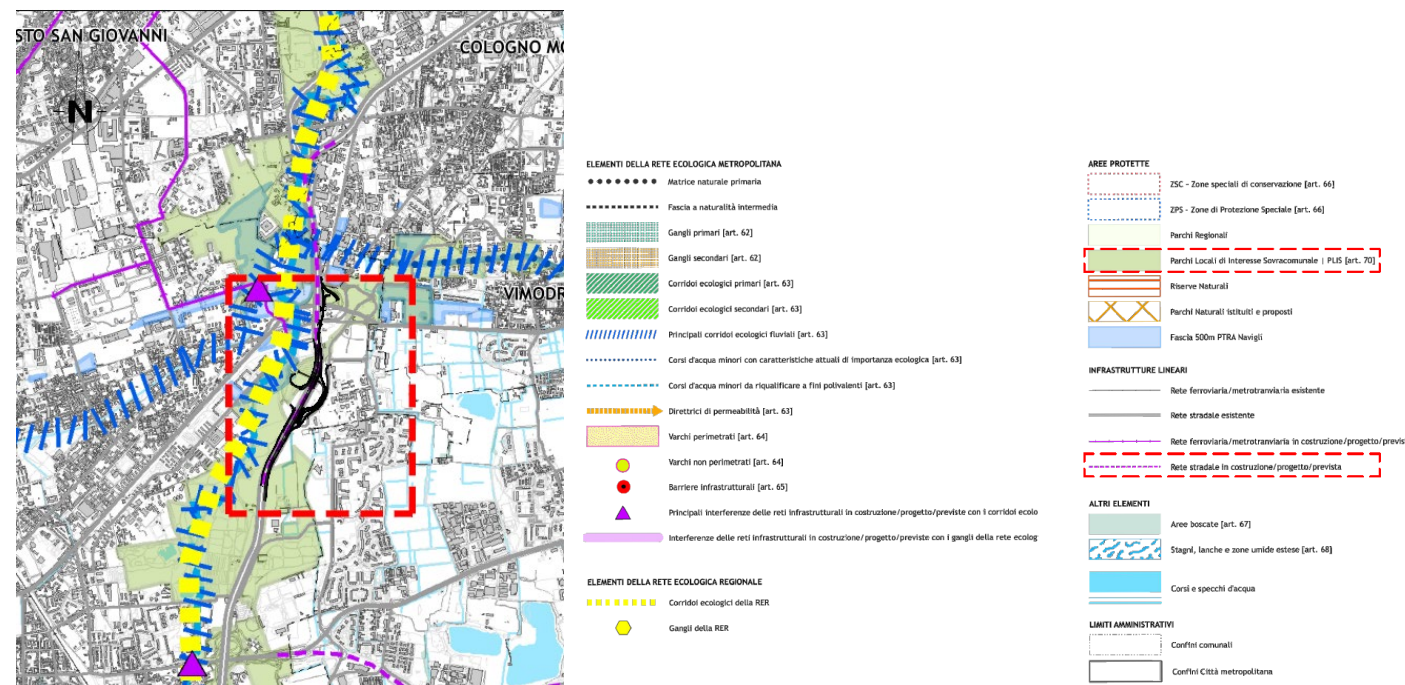 STO SAN GIOVANNI
COLOGNO MO
N
VIMODR
ELEMENTI DELLA RETE ECOLOGICA METROPOLITANA
Matrice naturale primaria
Fascia a naturalità intermedia
Gangli primari [art. 62]
Gangli secondari [art. 62]
Corridoi ecologici primari [art. 63]
Corridoi ecologici secondari [art. 63]
Principali corridoi ecologici fluviali [art. 63]
Corsi d'acqua minori con caratteristiche attuali di importanza ecologica [art. 63]
Corsi d'acqua minori da riqualificare a fini polivalenti [art. 63]
Direttrici di permeabilità [art. 63]
Varchi perimetrati [art. 64]
Varchi non perimetrati [art. 64]
Barriere infrastrutturali [art. 65]
Principali interferenze delle reti infrastrutturali in costruzione/progetto/previste con i corridoi ecolo
Interferenze delle reti infrastrutturali in costruzione/progetto/previste con i gangli della rete ecolog
ELEMENTI DELLA RETE ECOLOGICA REGIONALE
Corridoi ecologici della RER
Gangli della RER
AREE PROTETTE
ZSC - Zone speciali di conservazione [art. 66]
ZPS - Zone di Protezione Speciale [art. 66]
Parchi Regionali
Parchi Locali di Interesse Sovracomunale | PLIS [art. 70]
Riserve Naturali
Parchi Naturali istituiti e proposti
Fascia 500m PTRA Navigli
INFRASTRUTTURE LINEARI
Rete ferroviaria/metrotranviaria esistente
Rete stradale esistente
Rete ferroviaria/metrotranviaria in costruzione/progetto/previs
Rete stradale in costruzione/progetto/prevista
ALTRI ELEMENTI
Aree boscate [art. 67]
Stagni, lanche e zone umide estese [art. 68]
Corsi e specchi d'acqua
LIMITI AMMINISTRATIVI
Confini comunali
Confini Città metropolitana